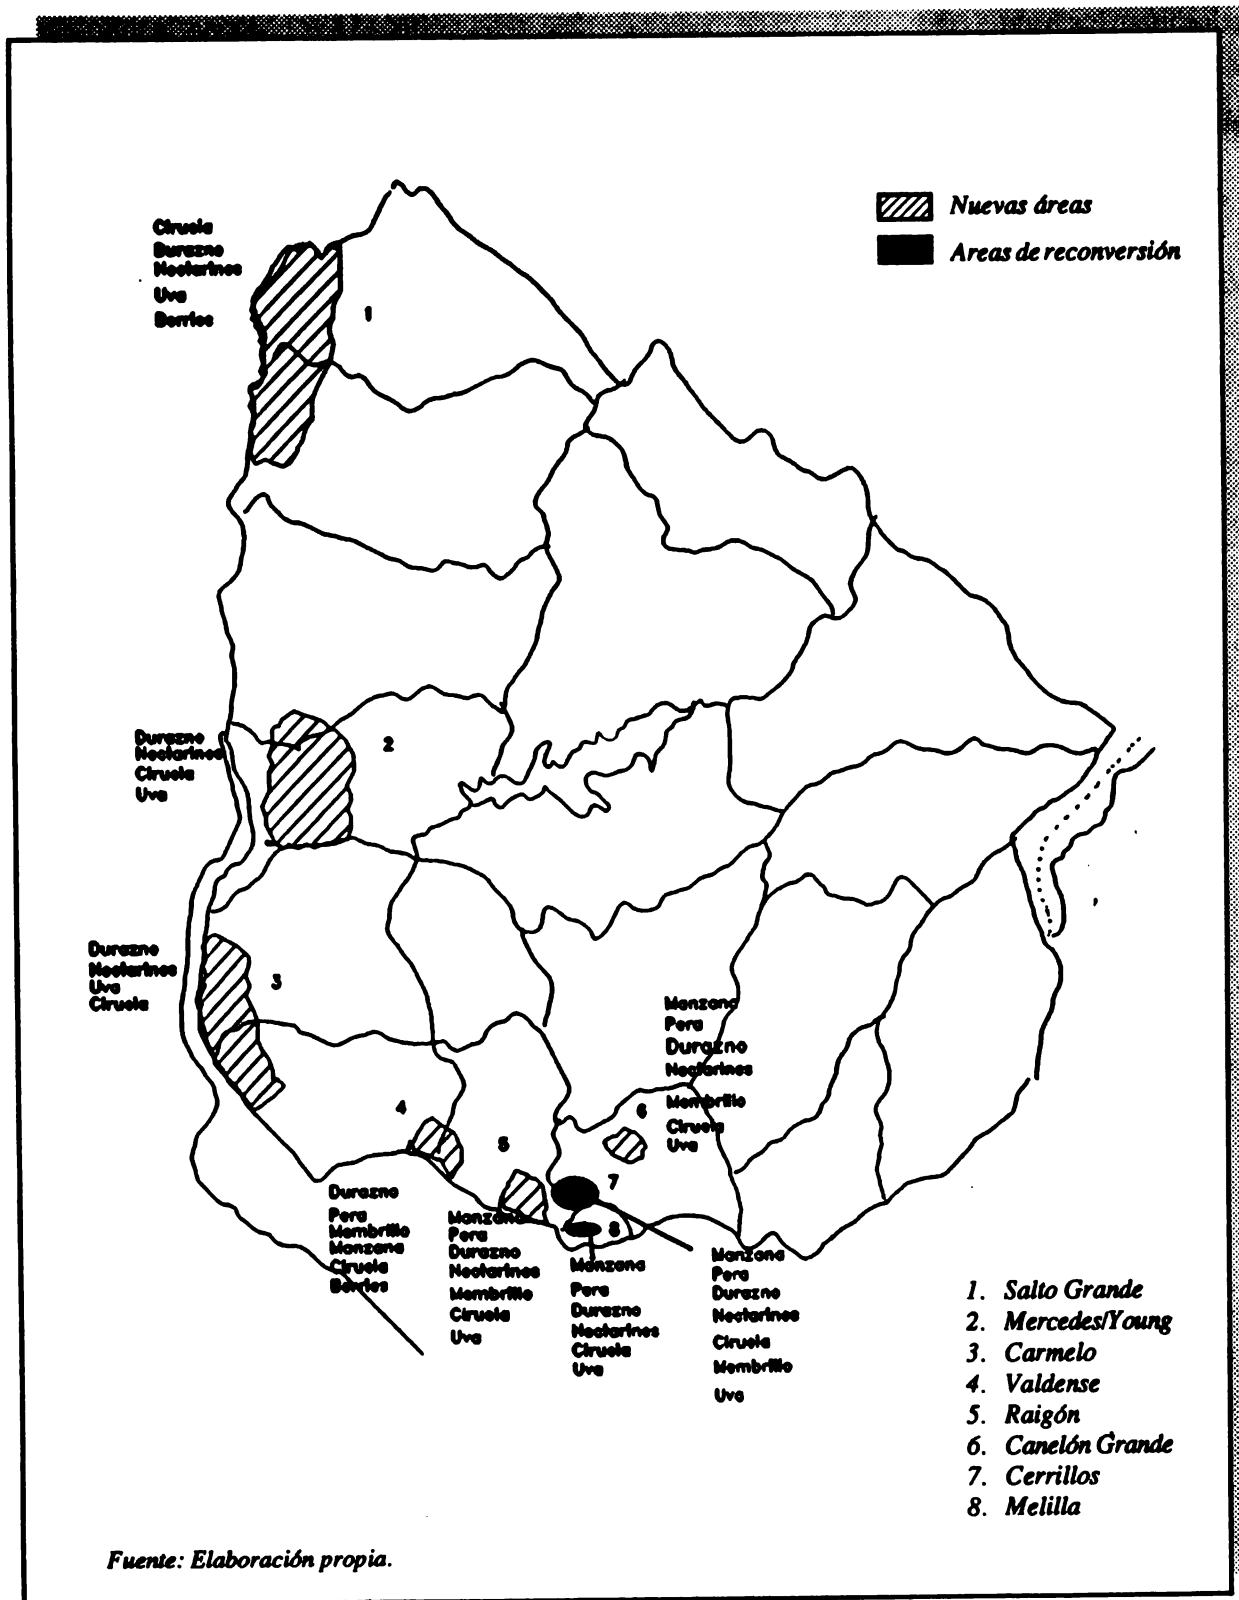 Nuevas áreas
Areas de reconversión
Ciruela
Durazno
Nectarines
Uva
Berries
1
Durazno
Nectarines
Ciruela
Uva
2
Durazno
Nectarines
Uva
Ciruela
3
Manzana
Pera
Durazno
Nectarines
Membrillo
Ciruela
Uva
6
4
5
7
8
Durazno
Pera
Membrillo
Manzana
Ciruela
Berries
Manzana
Pera
Durazno
Nectarines
Membrillo
Ciruela
Uva
Manzana
Pera
Durazno
Nectarines
Ciruela
Uva
Manzana
Pera
Durazno
Nectarines
Ciruela
Membrillo
Uva
1. Salto Grande
2. Mercedes/Young
3. Carmelo
4. Valdense
5. Raigón
6. Canelón Grande
7. Cerrillos
8. Melilla
Fuente: Elaboración propia.